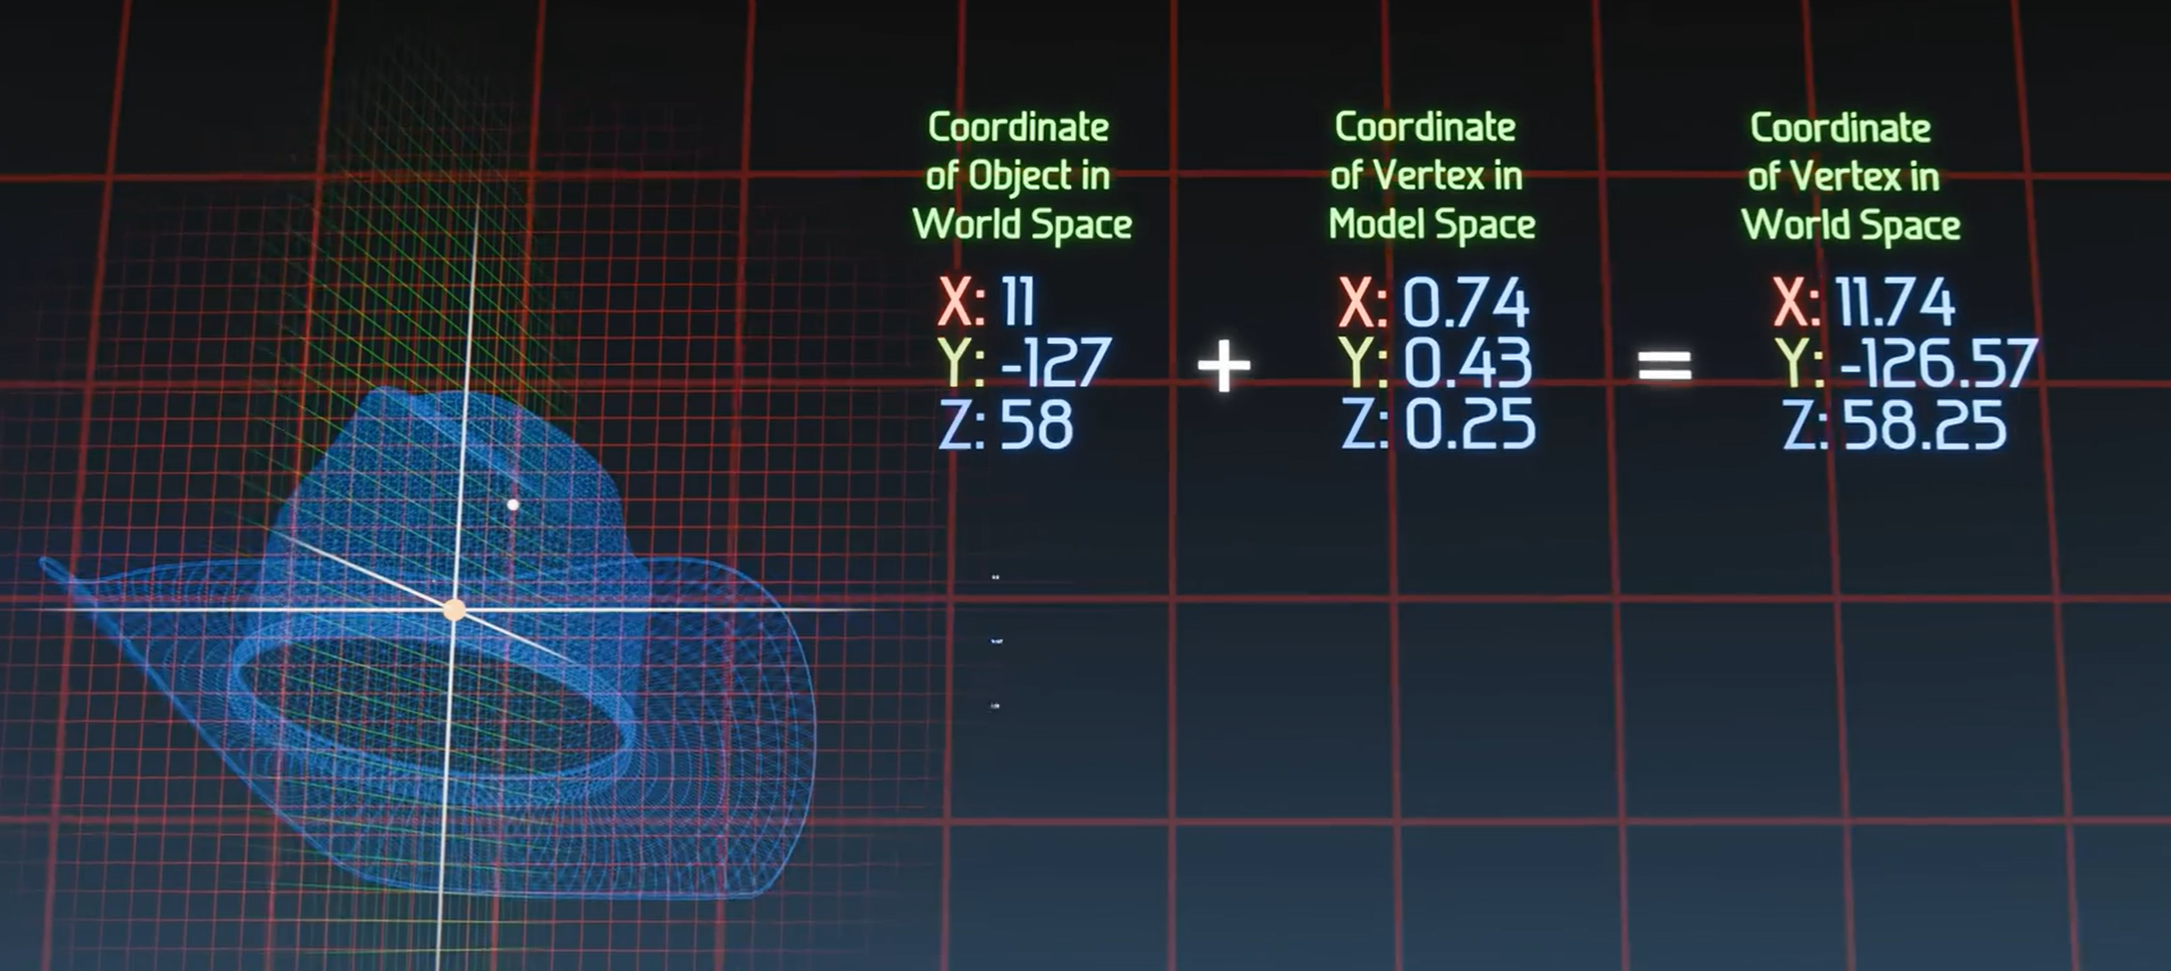 Coordinate
of Object in
World Space
X: 11
Y: -127
Z: 58
+
Coordinate
of Vertex in
Model Space
X: 0.74
Y: 0.43
Z: 0.25
=
Coordinate
of Vertex in
World Space
X: 11.74
Y: -126.57
Z: 58.25